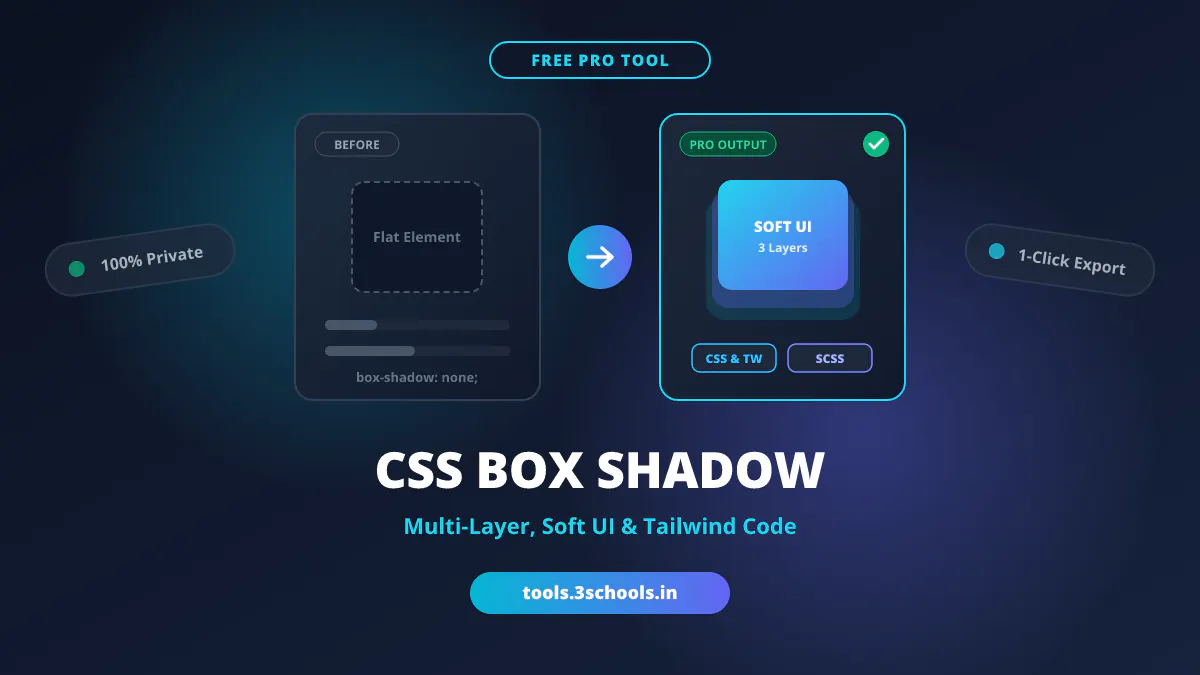 FREE PRO TOOL
BEFORE
Flat Element
box-shadow: none;
PRO OUTPUT
SOFT UI
3 Layers
CSS & TW
SCSS
100% Private
1-Click Export
CSS BOX SHADOW
Multi-Layer, Soft UI & Tailwind Code
tools.3schools.in